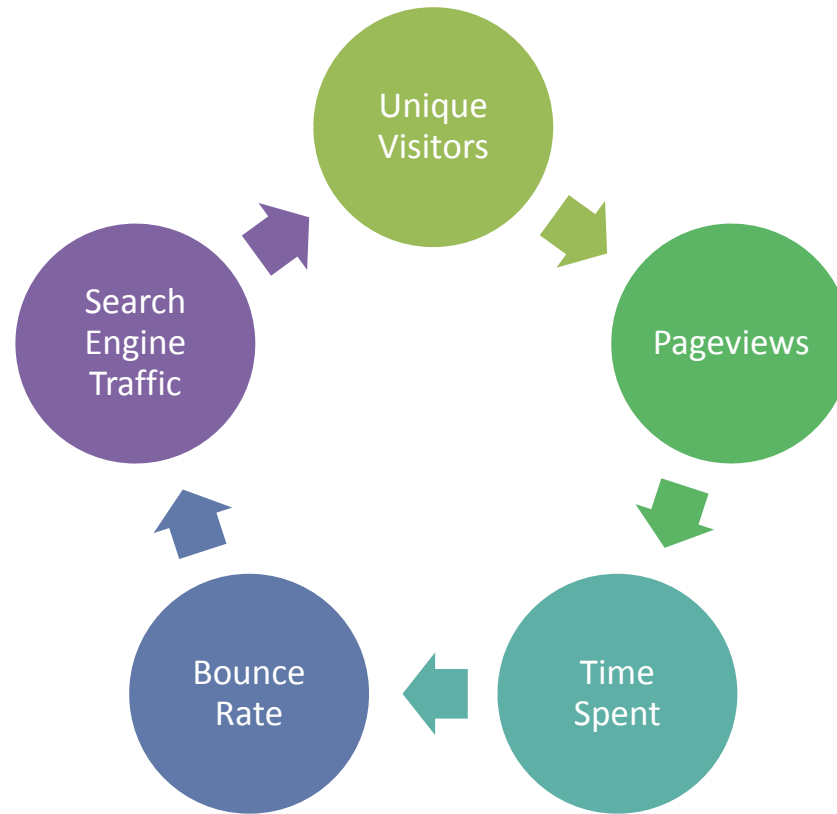 Unique
Visitors
Pageviews
Time
Spent
Bounce
Rate
Search
Engine
Traffic